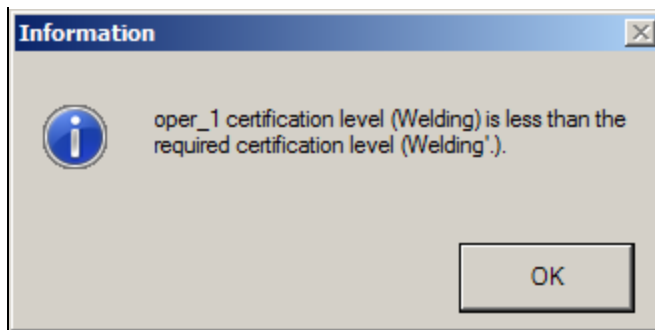 Information
oper_1 certification level (Welding) is less than the
required certification level (Welding'.).
OK